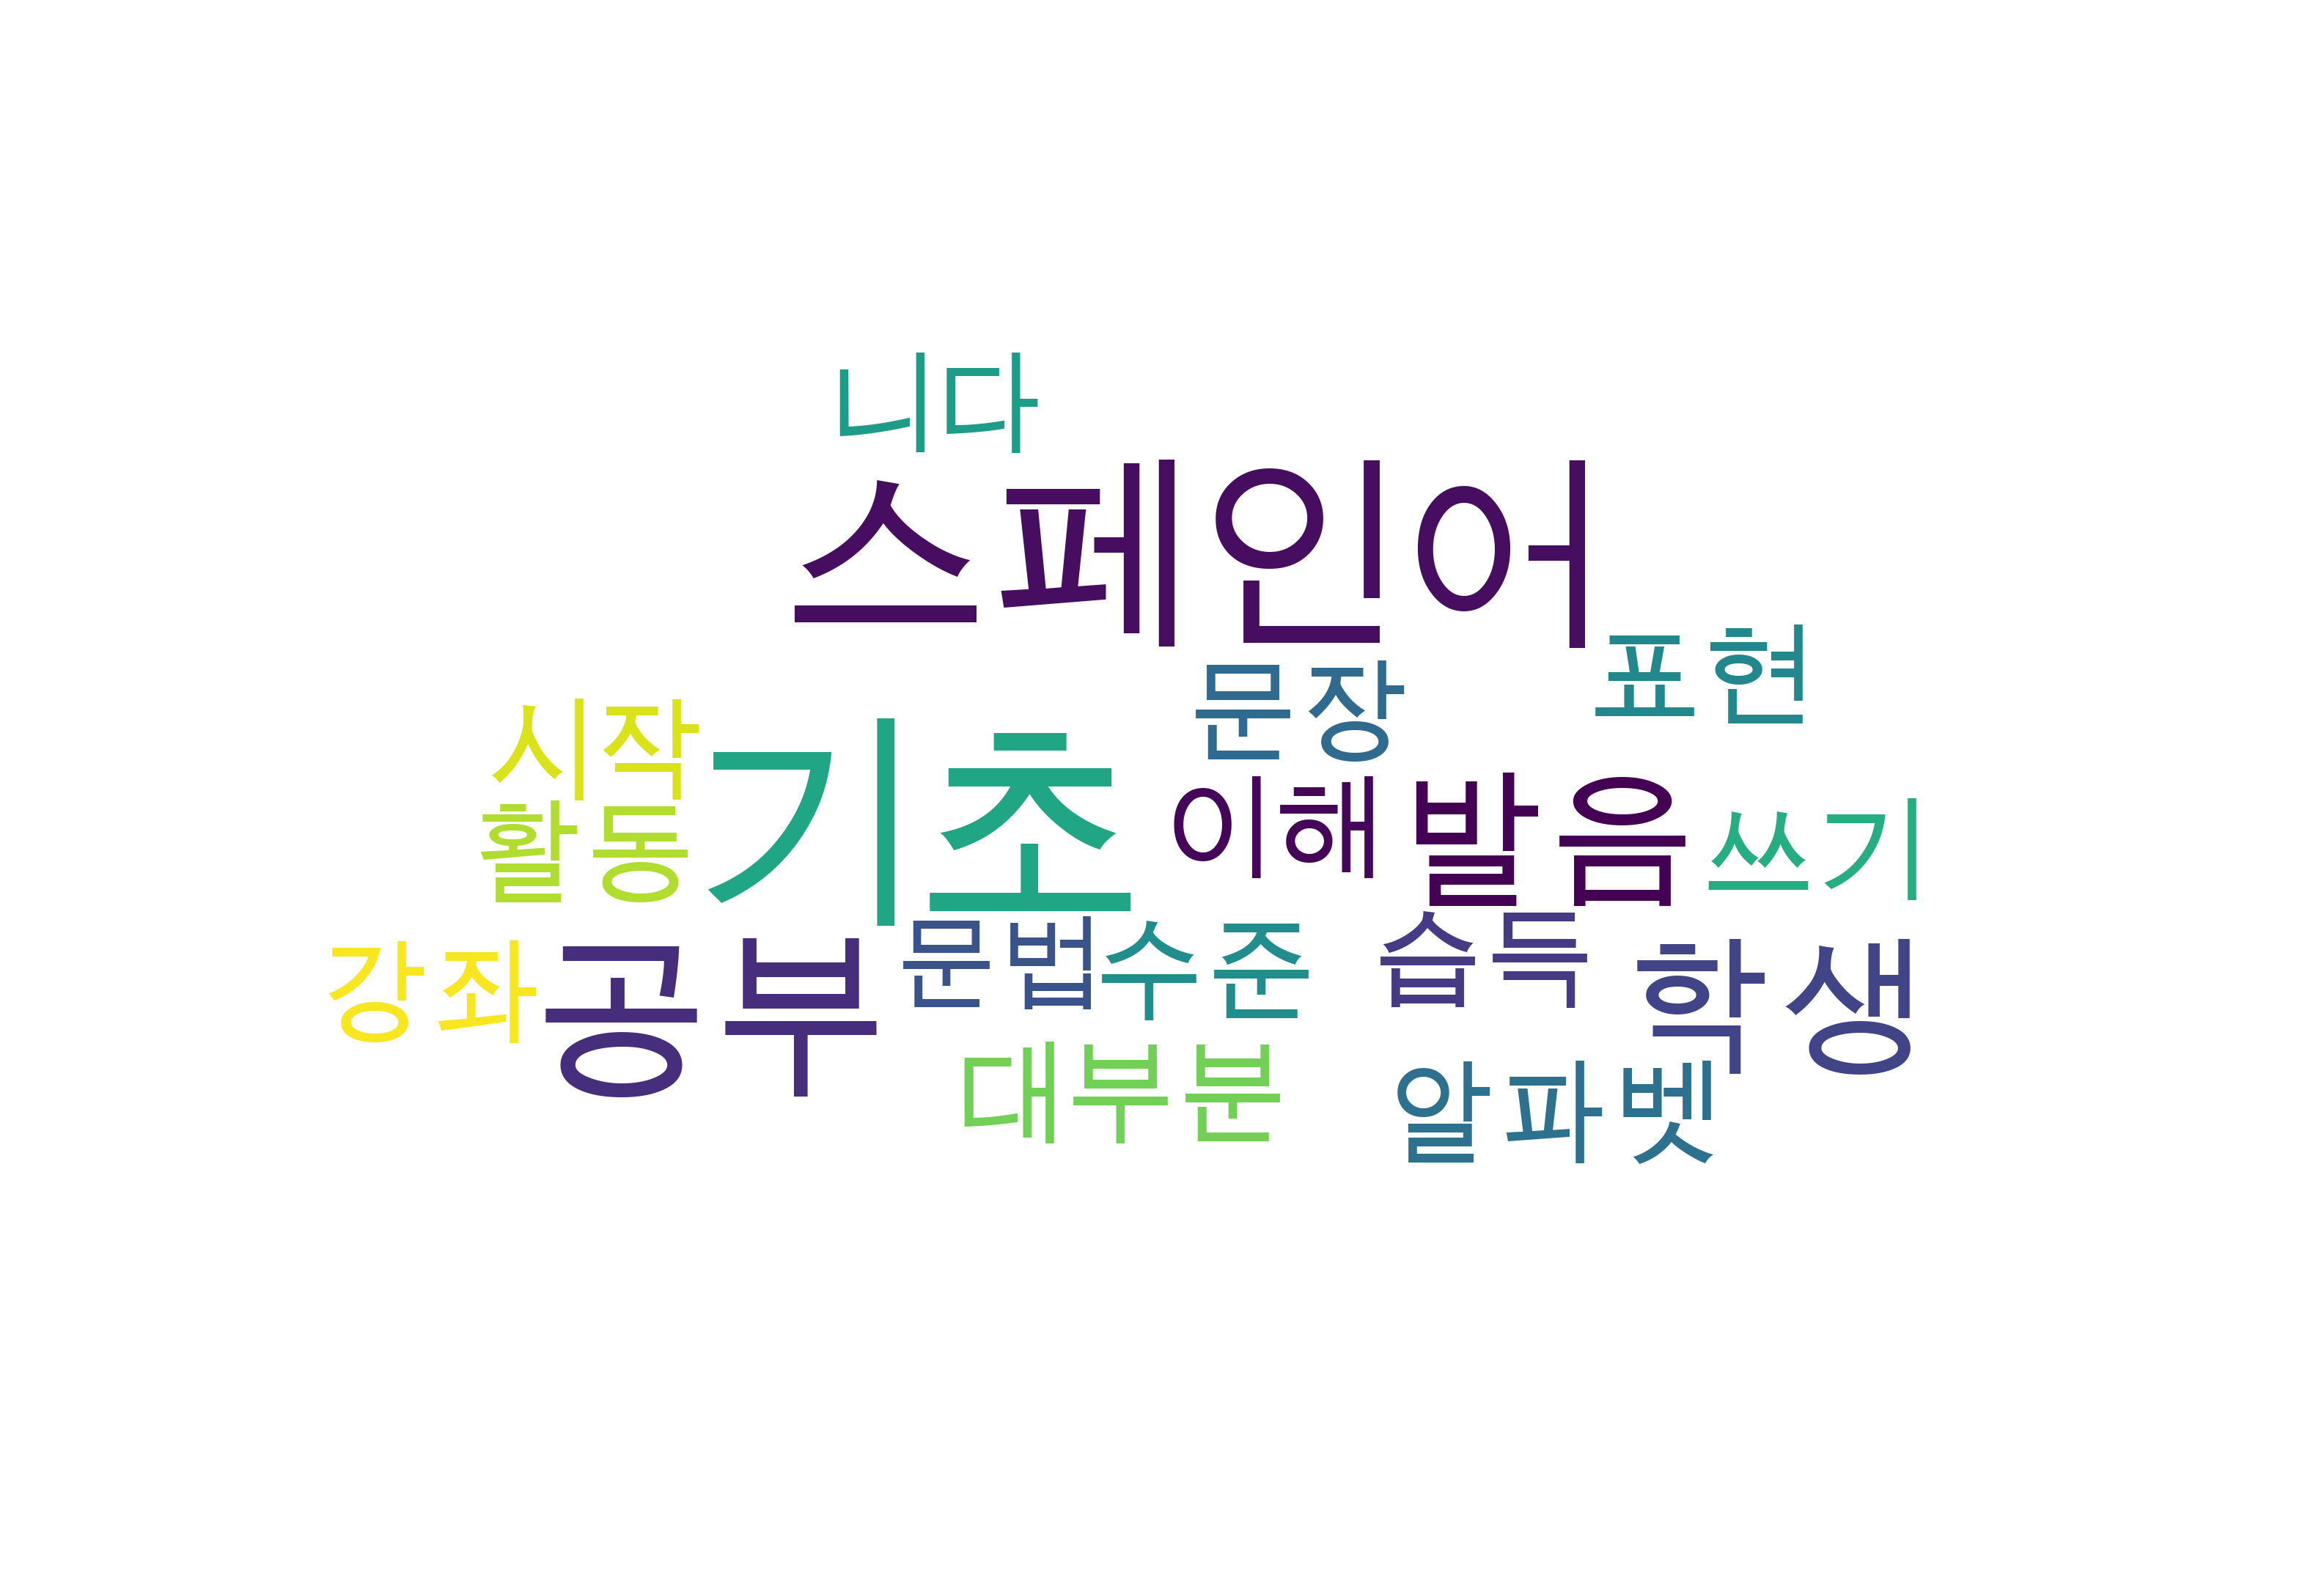 니다
스페인어
표현
문장
시작
기초
이해
발음
쓰기
활동
강좌
공부
문법
수준
습득
학생
대부분
알파벳